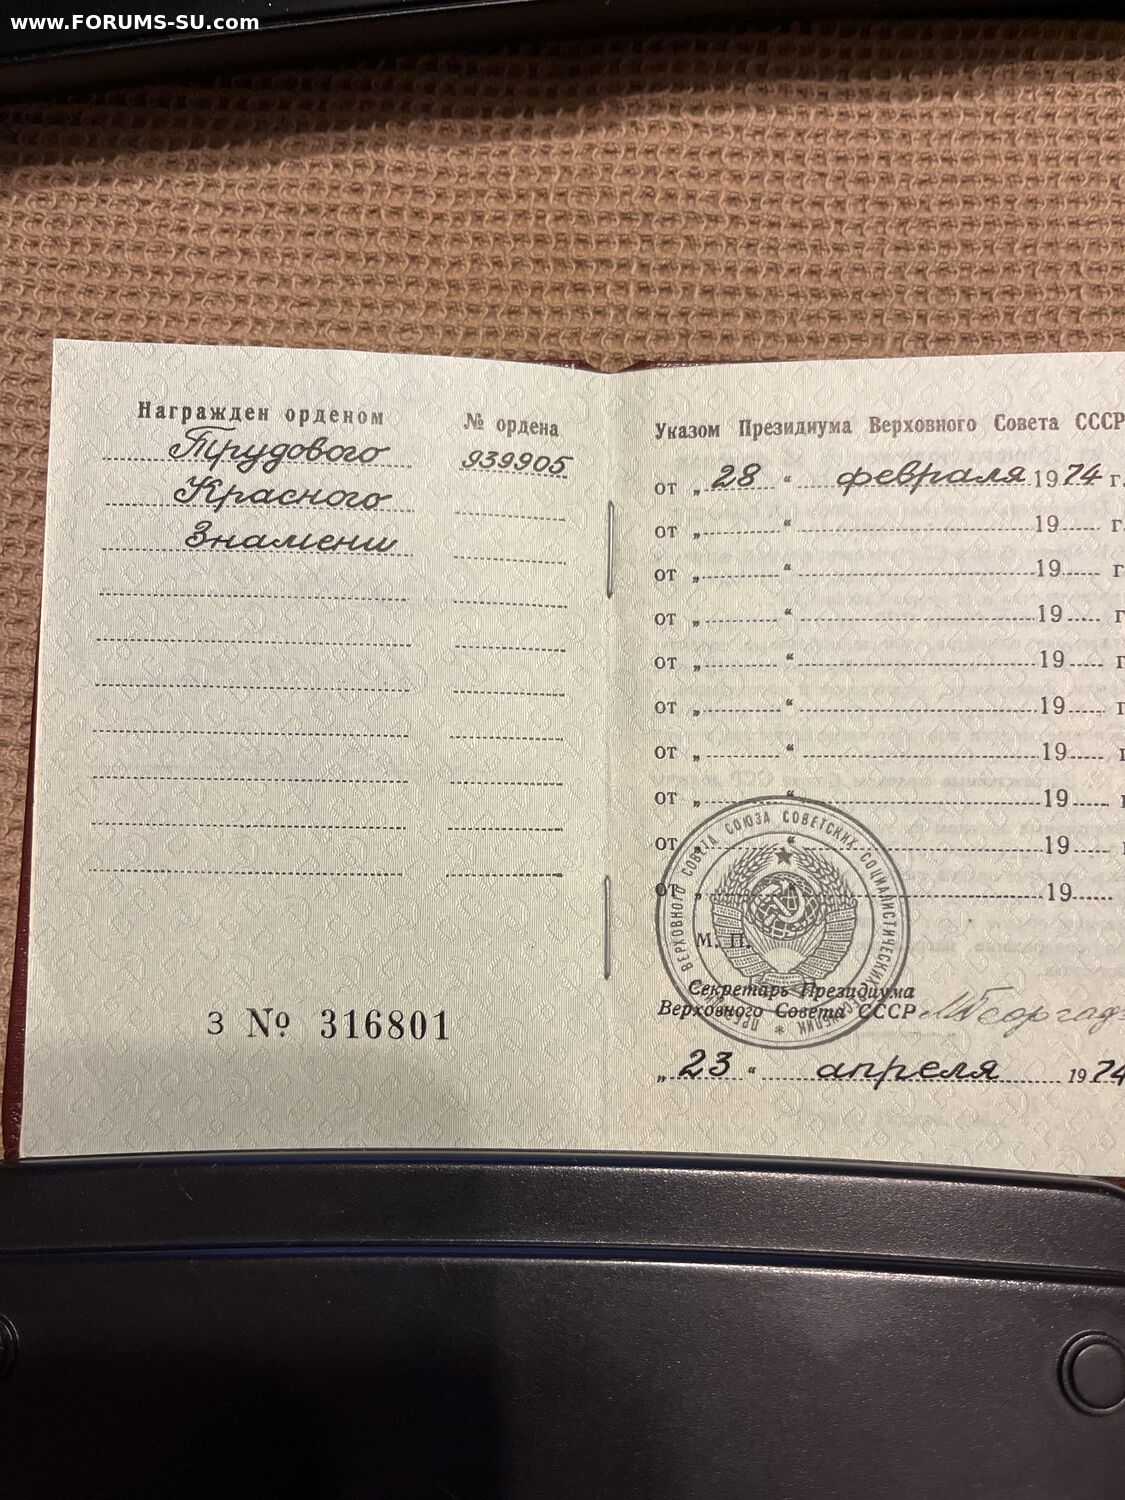 www.FORUMS-SU.com
Награжден орденом № ордена
Трудового 939905
Красного
Знамени
З № 316801
Указом Президиума Верховного Совета СССР
от „ 28 “ февраля 1974 г.
от „ “ 19 г.
от „ “ 19 г
от „ “ 19 г
от „ “ 19 г
от „ “ 19 г
от „ “ 19
от „ “ 19
от „ “ 19
от „ “ 19
ПРЕЗИДИУМ ВЕРХОВНОГО СОВЕТА СОЮЗА СОВЕТСКИХ СОЦИАЛИСТИЧЕСКИХ РЕСПУБЛИК *
М. П.
Секретарь Президиума
Верховного Совета СССР МГеоргад
„ 23 “ апреля 1974